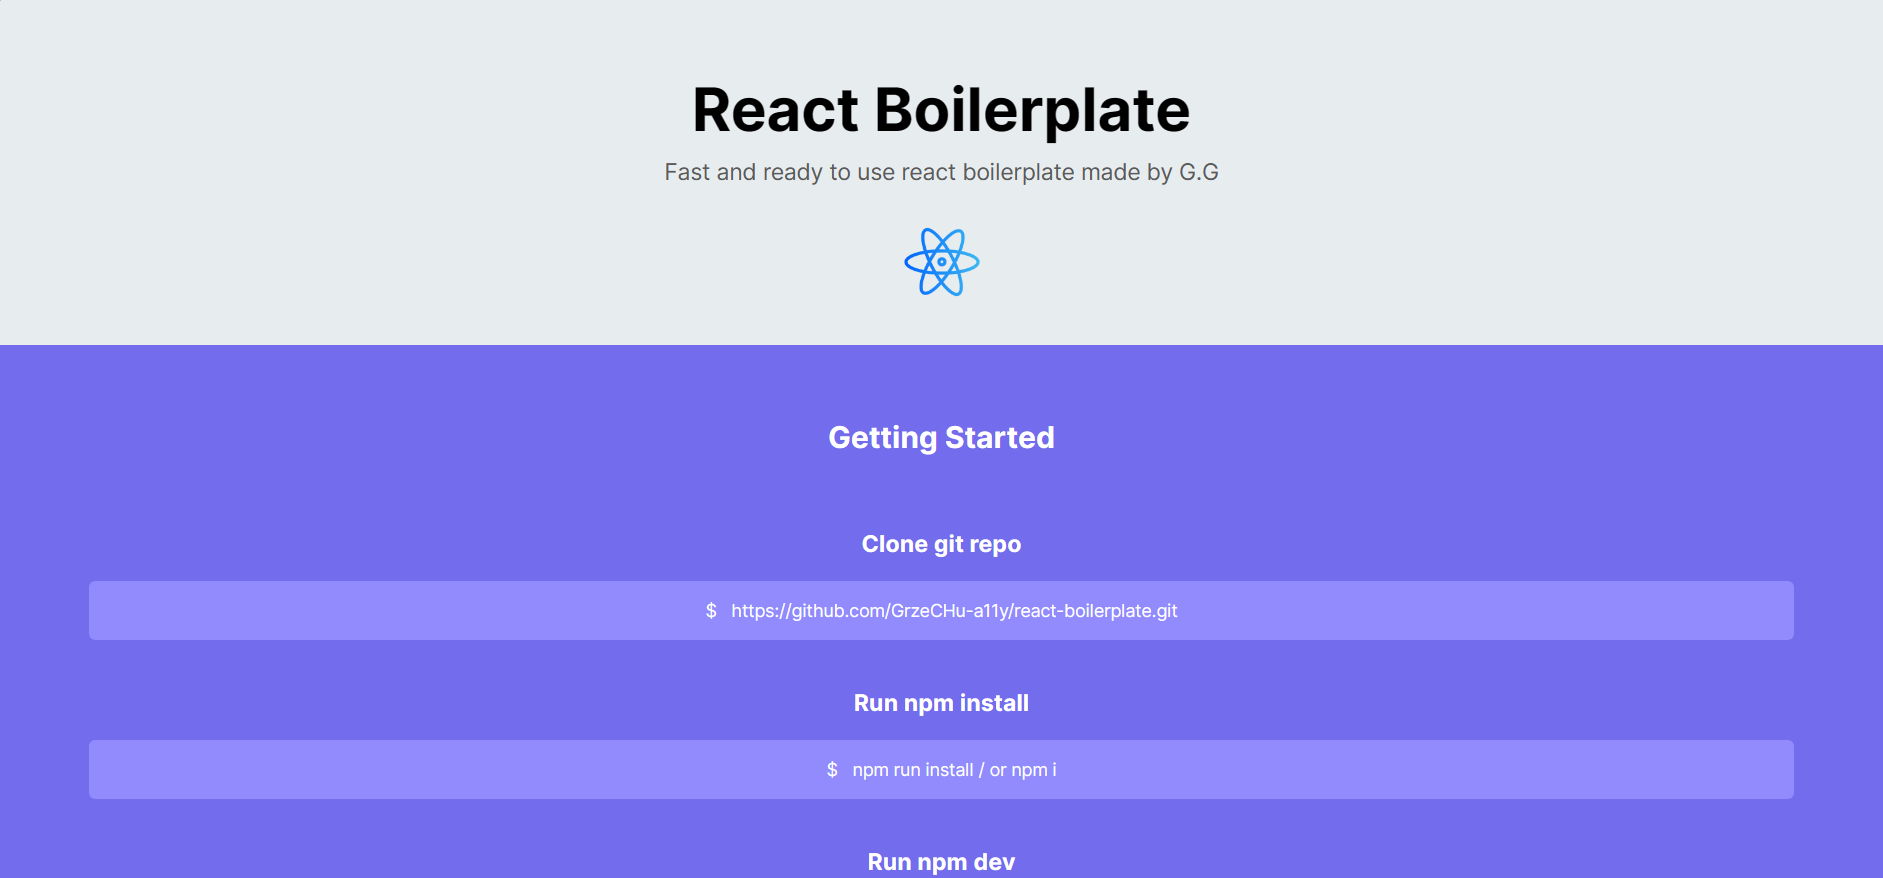 React Boilerplate
Fast and ready to use react boilerplate made by G.G
Getting Started
Clone git repo
$ https://github.com/GrzeCHu-a11y/react-boilerplate.git
Run npm install
$ npm run install / or npm i
Run npm dev